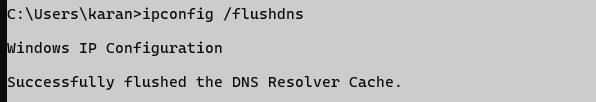 C:\Users\karan>ipconfig /flushdns
Windows IP Configuration
Successfully flushed the DNS Resolver Cache.